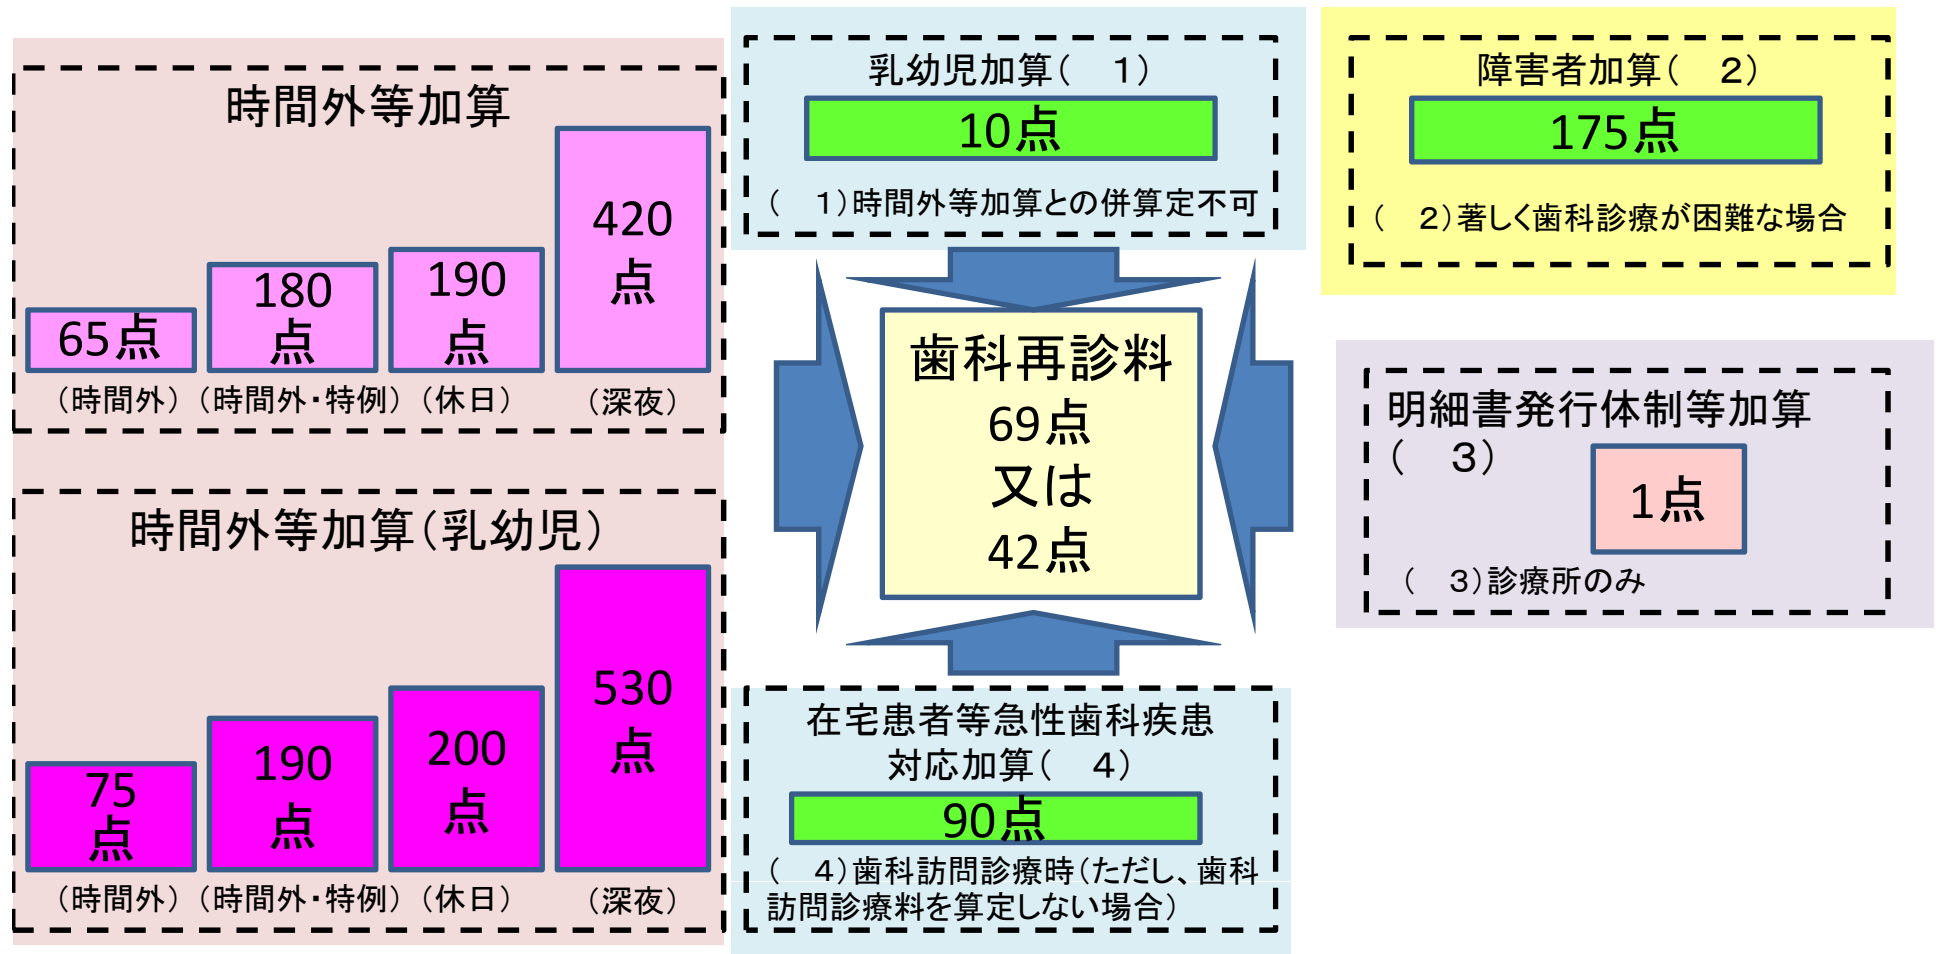 時間外等加算
65点
180
点
190
点
420
点
（時間外）
（時間外・特例）
（休日）
（深夜）
時間外等加算（乳幼児）
75
点
190
点
200
点
530
点
（時間外）
（時間外・特例）
（休日）
（深夜）
乳幼児加算（　１）
10点
（　１）時間外等加算との併算定不可
歯科再診料
69点
又は
42点
在宅患者等急性歯科疾患
対応加算（　４）
90点
（　４）歯科訪問診療時（ただし、歯科
訪問診療料を算定しない場合）
障害者加算（　２）
175点
（　２）著しく歯科診療が困難な場合
明細書発行体制等加算
（　３）
1点
（　３）診療所のみ